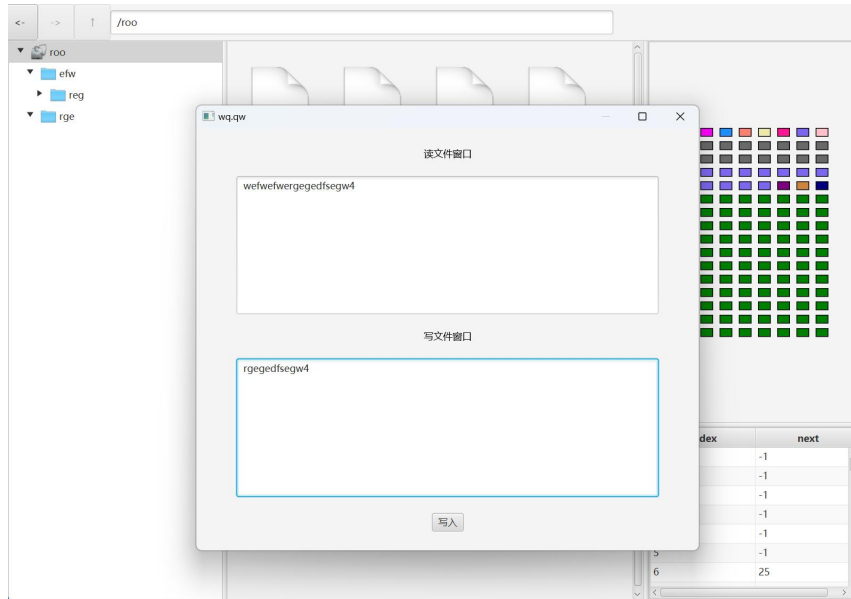 <- -> ↑ /roo
roo
efw
reg
rge
wq.qw
读文件窗口
wefwefwergegedfsegw4
写文件窗口
rgegedfsegw4
写入
dex next
-1
-1
-1
-1
-1
5 -1
6 25